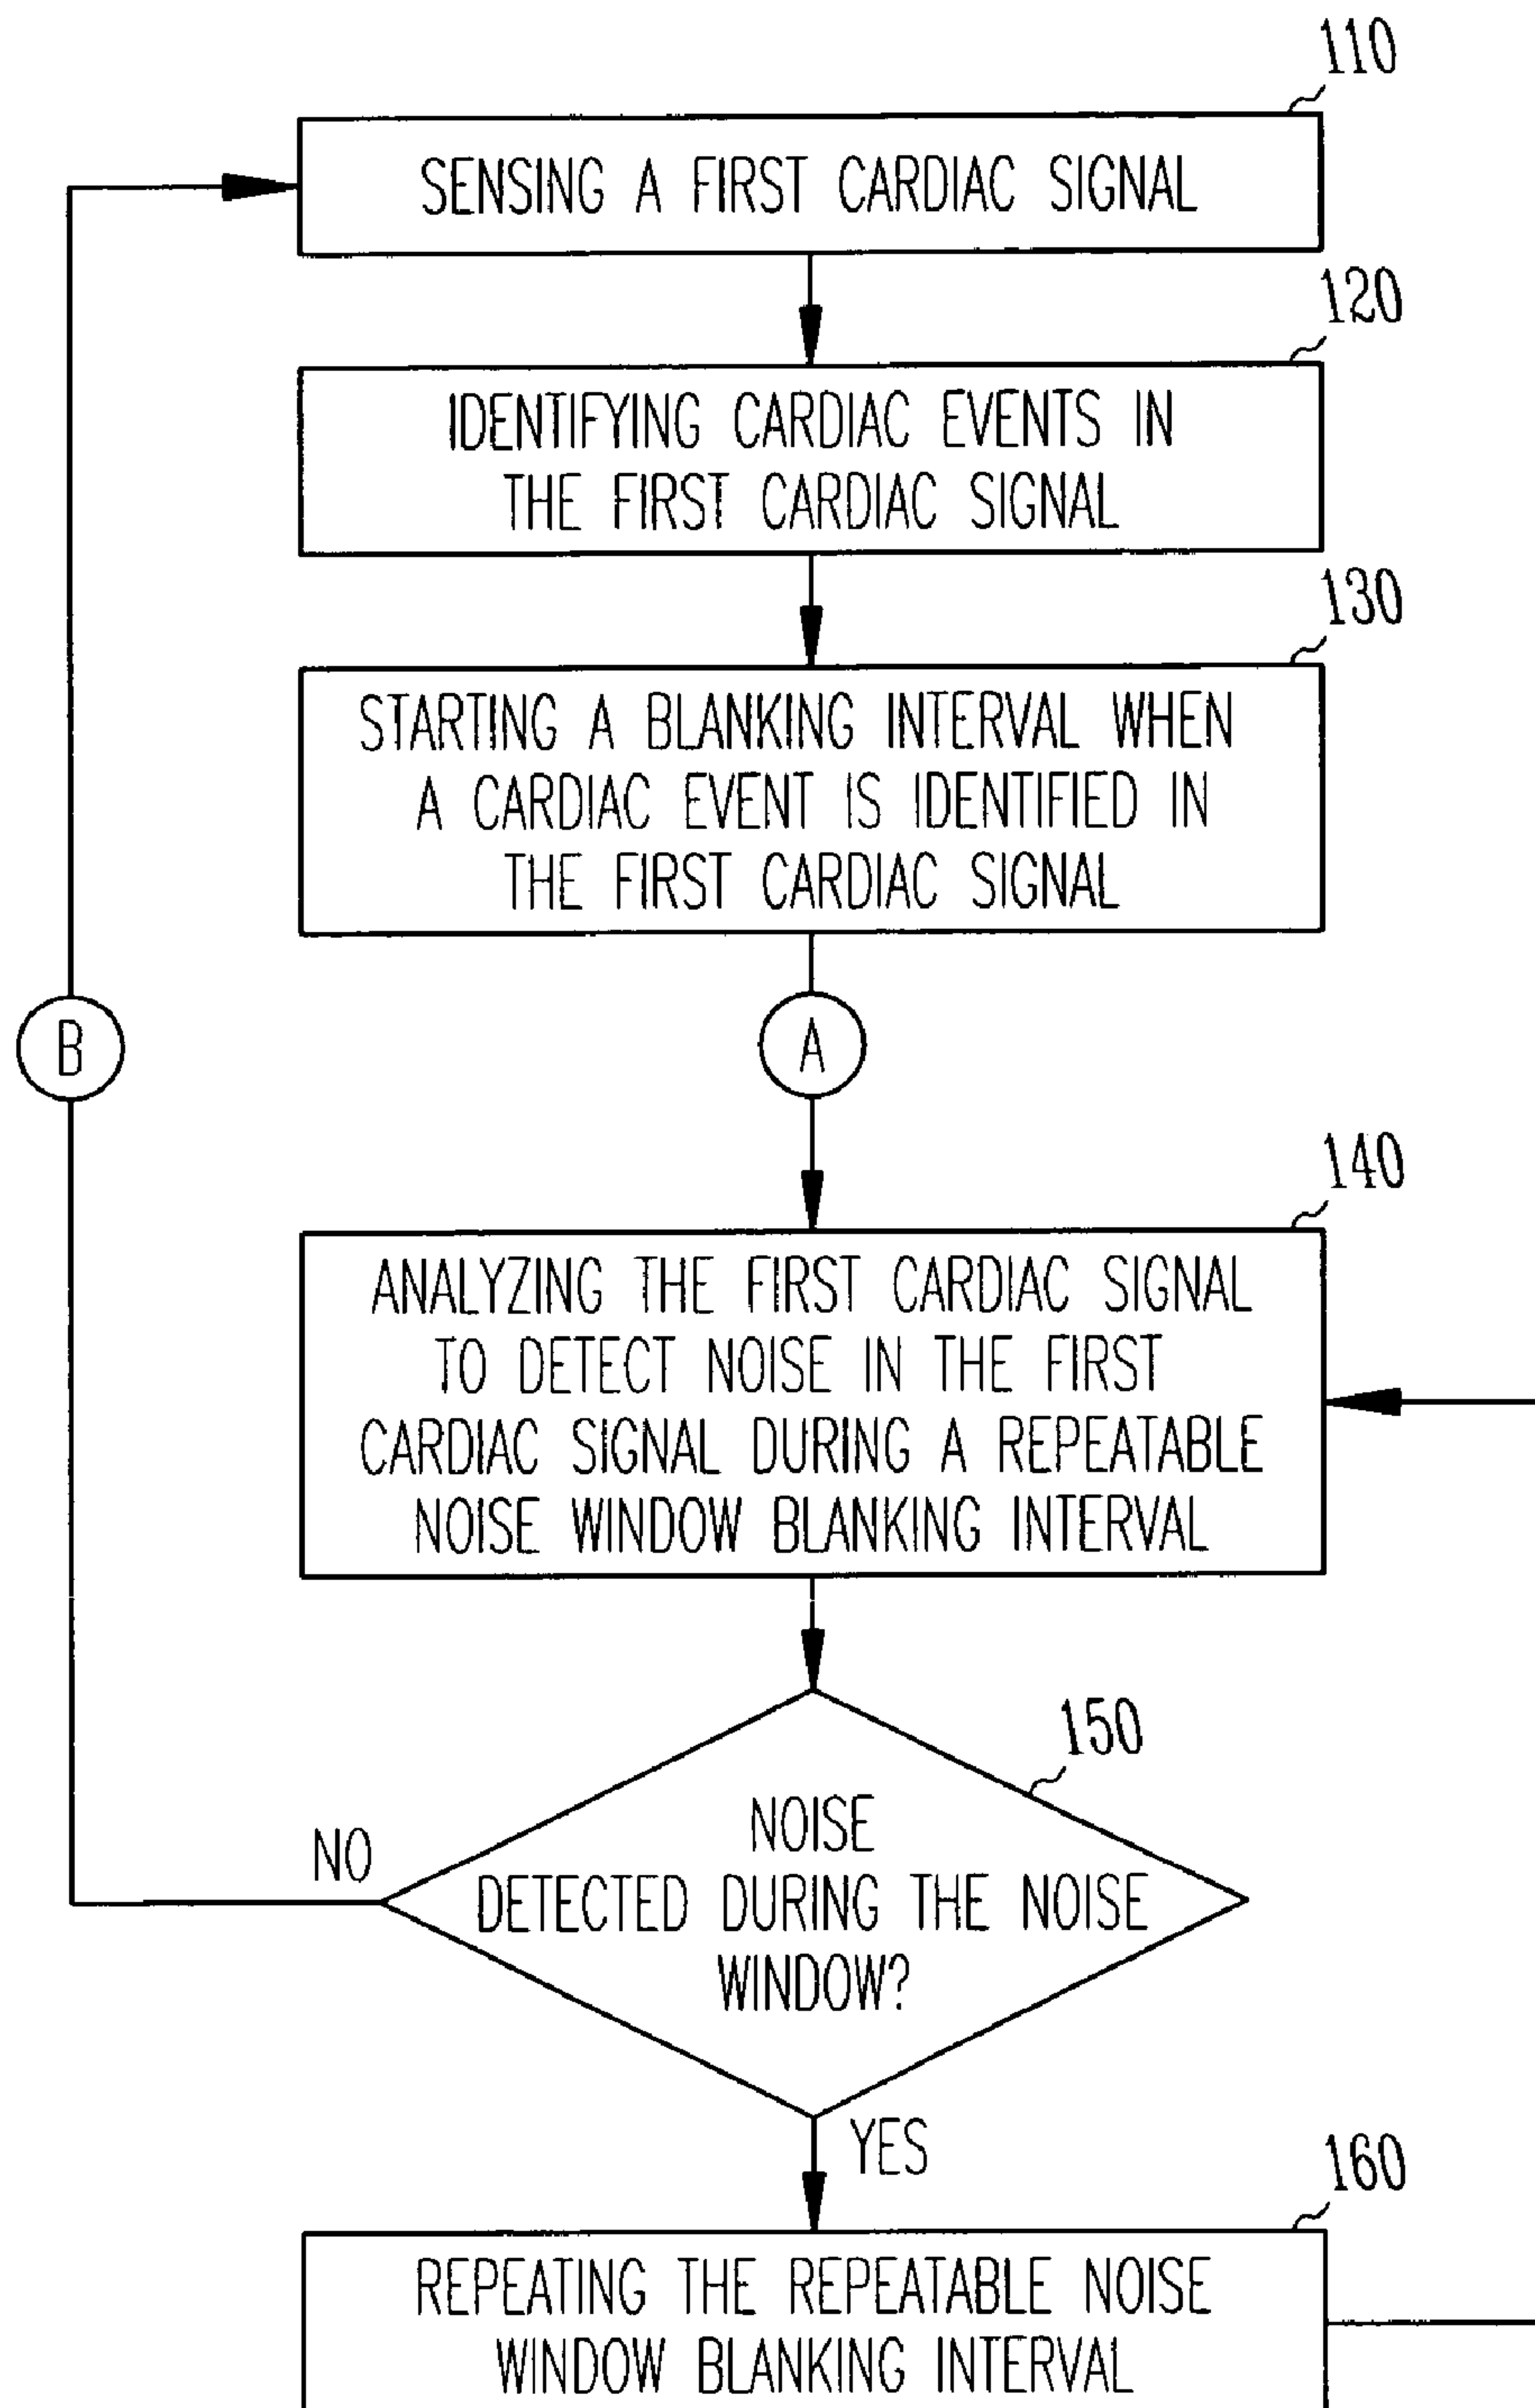 110
SENSING A FIRST CARDIAC SIGNAL
120
IDENTIFYING CARDIAC EVENTS IN
THE FIRST CARDIAC SIGNAL
130
STARTING A BLANKING INTERVAL WHEN
A CARDIAC EVENT IS IDENTIFIED IN
THE FIRST CARDIAC SIGNAL
B
A
140
ANALYZING THE FIRST CARDIAC SIGNAL
TO DETECT NOISE IN THE FIRST
CARDIAC SIGNAL DURING A REPEATABLE
NOISE WINDOW BLANKING INTERVAL
150
NO
NOISE
DETECTED DURING THE NOISE
WINDOW?
YES
160
REPEATING THE REPEATABLE NOISE
WINDOW BLANKING INTERVAL